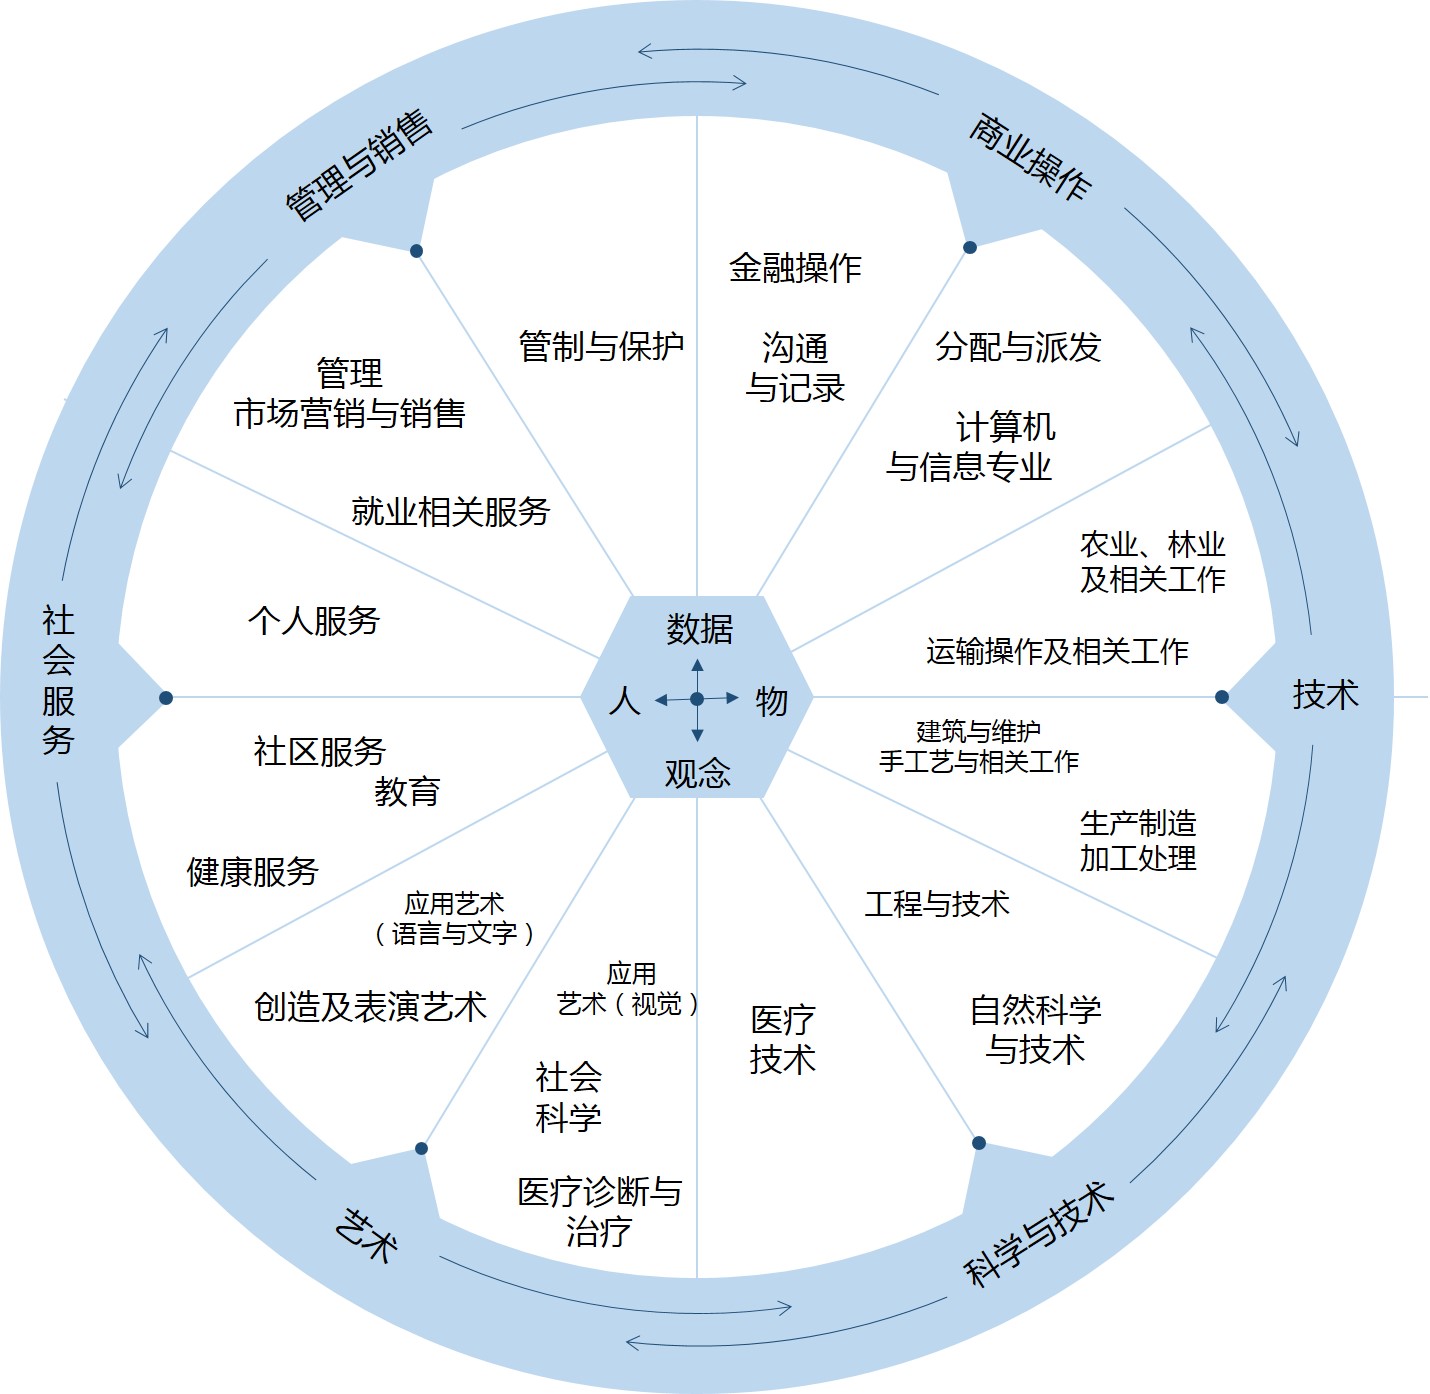 管理与销售
商业操作
金融操作
管制与保护
沟通
与记录
分配与派发
管理
市场营销与销售
计算机
与信息专业
就业相关服务
农业、林业
及相关工作
个人服务
数据
运输操作及相关工作
社
会
服
务
人
物
技术
观念
社区服务
教育
建筑与维护
手工艺与相关工作
健康服务
生产制造
加工处理
应用艺术
（语言与文字）
工程与技术
创造及表演艺术
应用
艺术（视觉）
医疗
技术
自然科学
与技术
社会
科学
医疗诊断与
治疗
艺术
科学与技术